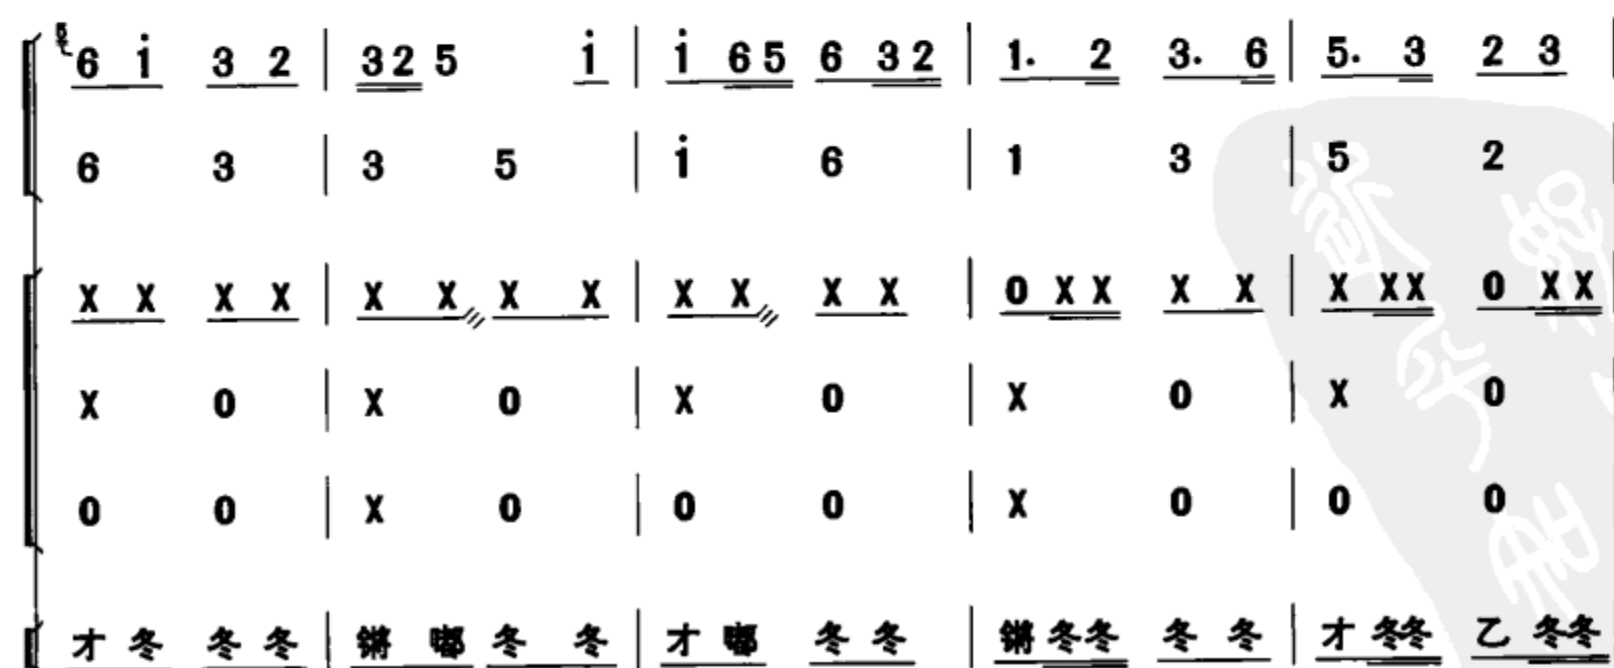 5 6 i 3 2 | 3 2 5 i | i 6 5 6 3 2 | 1. 2 3. 6 | 5. 3 2 3 |
6 3 | 3 5 | i 6 | 1 3 | 5 2 |
X X X X | X X X X | X X X X | 0 X X X X | X X X 0 X X |
X 0 | X 0 | X 0 | X 0 | X 0 |
0 0 | X 0 | 0 0 | X 0 | 0 0 |
才 冬 冬 冬 | 锵 嘟 冬 冬 | 才 嘟 冬 冬 | 锵 冬冬 冬 冬 | 才 冬冬 乙 冬冬